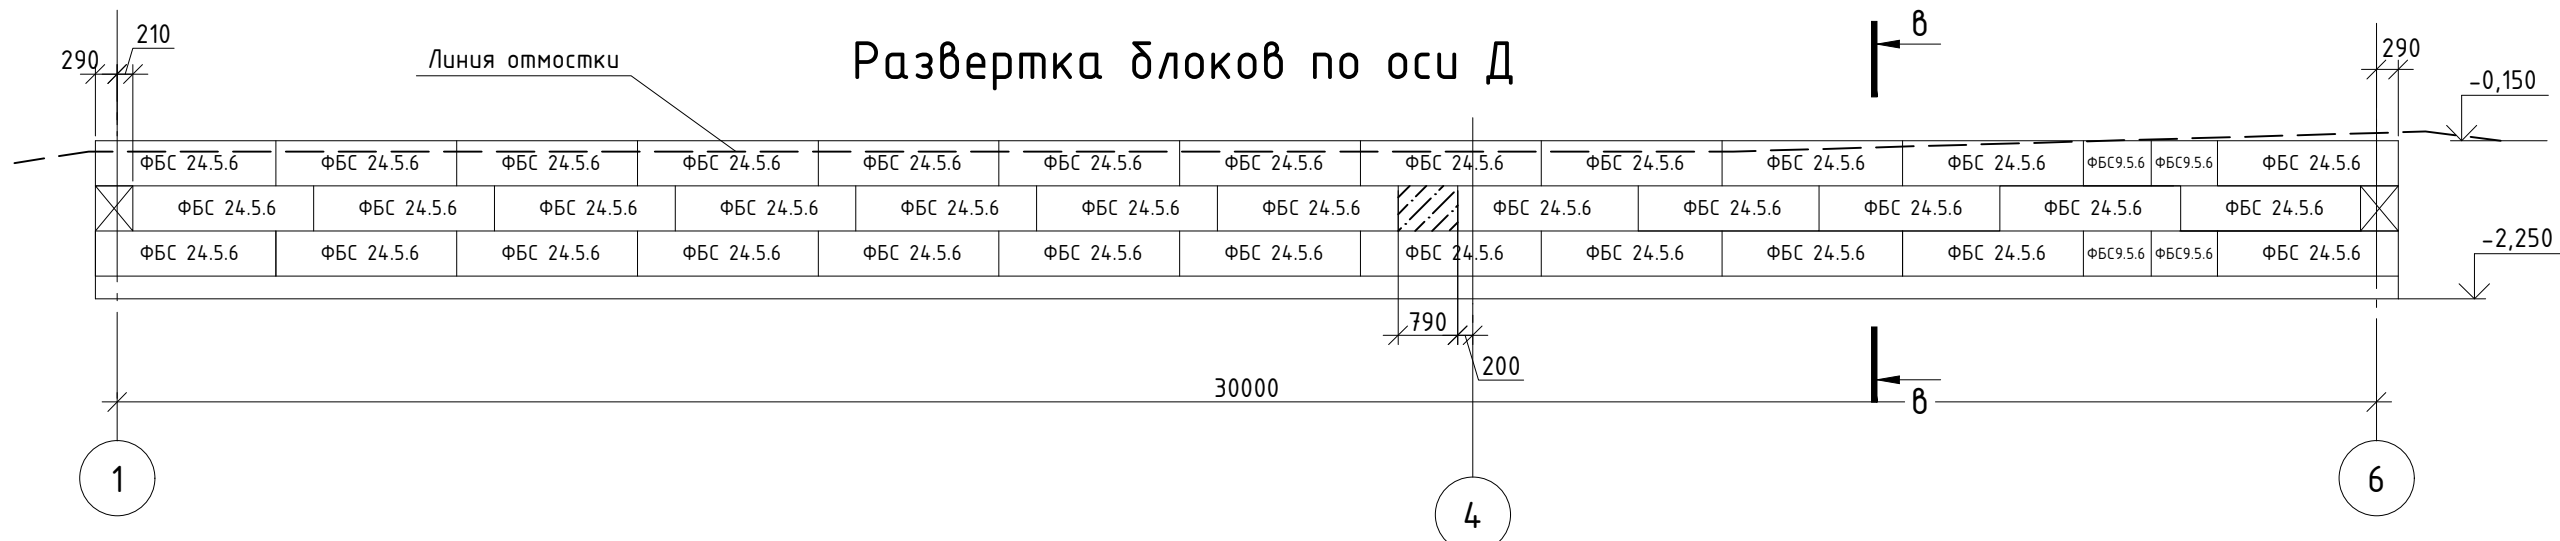 Развертка блоков по оси Д
в
290
210
Линия отмостки
290
-0,150
ФБС 24.5.6 ФБС 24.5.6 ФБС 24.5.6 ФБС 24.5.6 ФБС 24.5.6 ФБС 24.5.6 ФБС 24.5.6 ФБС 24.5.6 ФБС 24.5.6 ФБС 24.5.6 ФБС 24.5.6 ФБС9.5.6 ФБС9.5.6 ФБС 24.5.6
ФБС 24.5.6 ФБС 24.5.6 ФБС 24.5.6 ФБС 24.5.6 ФБС 24.5.6 ФБС 24.5.6 ФБС 24.5.6 ФБС 24.5.6 ФБС 24.5.6 ФБС 24.5.6 ФБС 24.5.6 ФБС 24.5.6
ФБС 24.5.6 ФБС 24.5.6 ФБС 24.5.6 ФБС 24.5.6 ФБС 24.5.6 ФБС 24.5.6 ФБС 24.5.6 ФБС 24.5.6 ФБС 24.5.6 ФБС 24.5.6 ФБС 24.5.6 ФБС9.5.6 ФБС9.5.6 ФБС 24.5.6
-2,250
790
200
30000
в
1
4
6